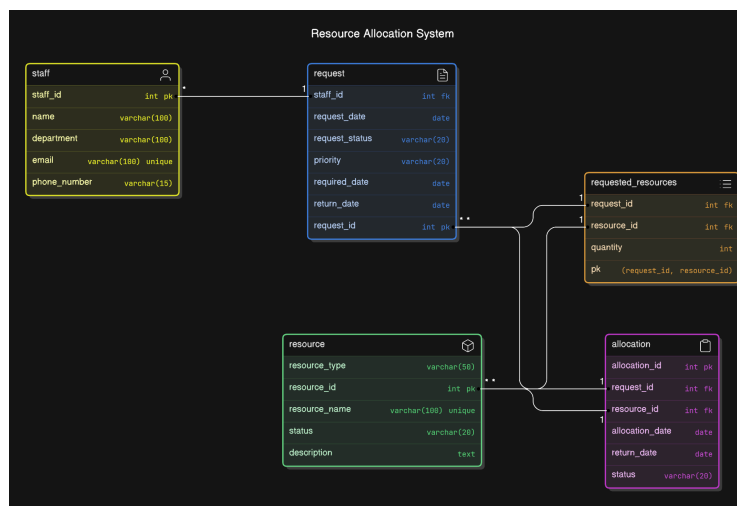 Resource Allocation System
staff
staff_id int pk
name varchar(100)
department varchar(100)
email varchar(100) unique
phone_number varchar(15)
*
1
request
staff_id int fk
request_date date
request_status varchar(20)
priority varchar(20)
required_date date
return_date date
request_id int pk
* *
1
1
requested_resources
request_id int fk
resource_id int fk
quantity int
pk (request_id, resource_id)
resource
resource_type varchar(50)
resource_id int pk
resource_name varchar(100) unique
status varchar(20)
description text
* *
1
1
allocation
allocation_id int pk
request_id int fk
resource_id int fk
allocation_date date
return_date date
status varchar(20)